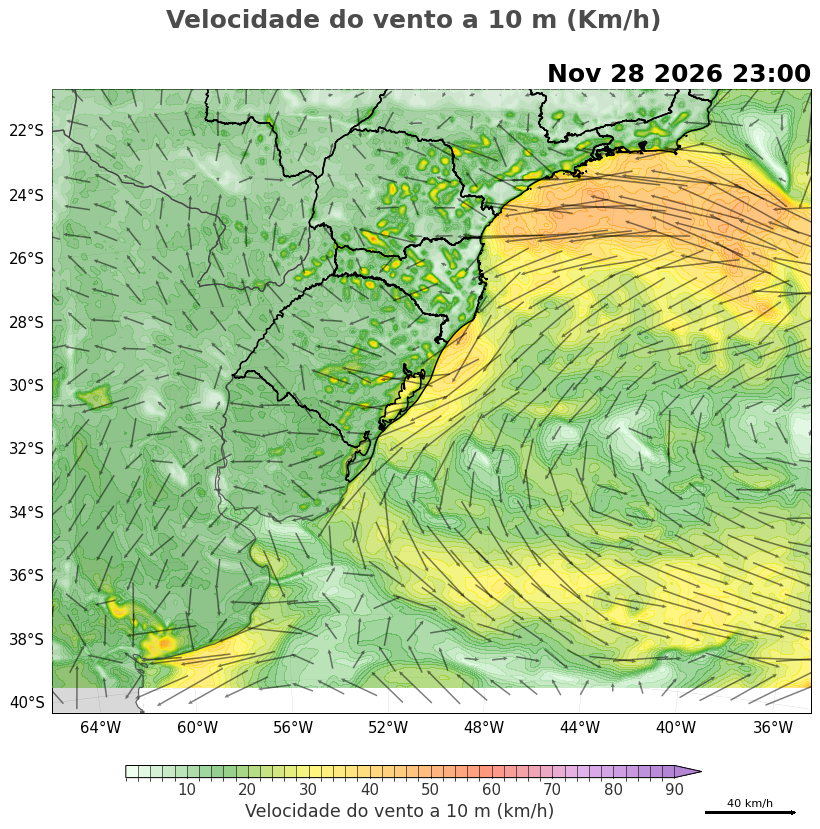 Velocidade do vento a 10 m (Km/h)
Nov 28 2026 23:00
22°S
24°S
26°S
28°S
30°S
32°S
34°S
36°S
38°S
40°S
64°W 60°W 56°W 52°W 48°W 44°W 40°W 36°W
10 20 30 40 50 60 70 80 90
Velocidade do vento a 10 m (km/h)
40 km/h